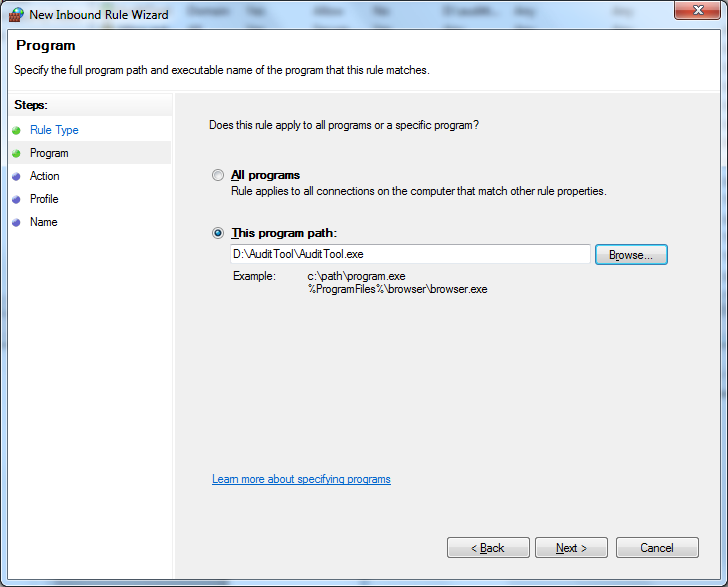 New Inbound Rule Wizard
Program
Specify the full program path and executable name of the program that this rule matches.
Steps:
Rule Type
Program
Action
Profile
Name
Does this rule apply to all programs or a specific program?
All programs
Rule applies to all connections on the computer that match other rule properties.
This program path:
D:\AuditTool\AuditTool.exe
Browse...
Example: c:\path\program.exe
%ProgramFiles%\browser\browser.exe
Learn more about specifying programs
< Back Next > Cancel